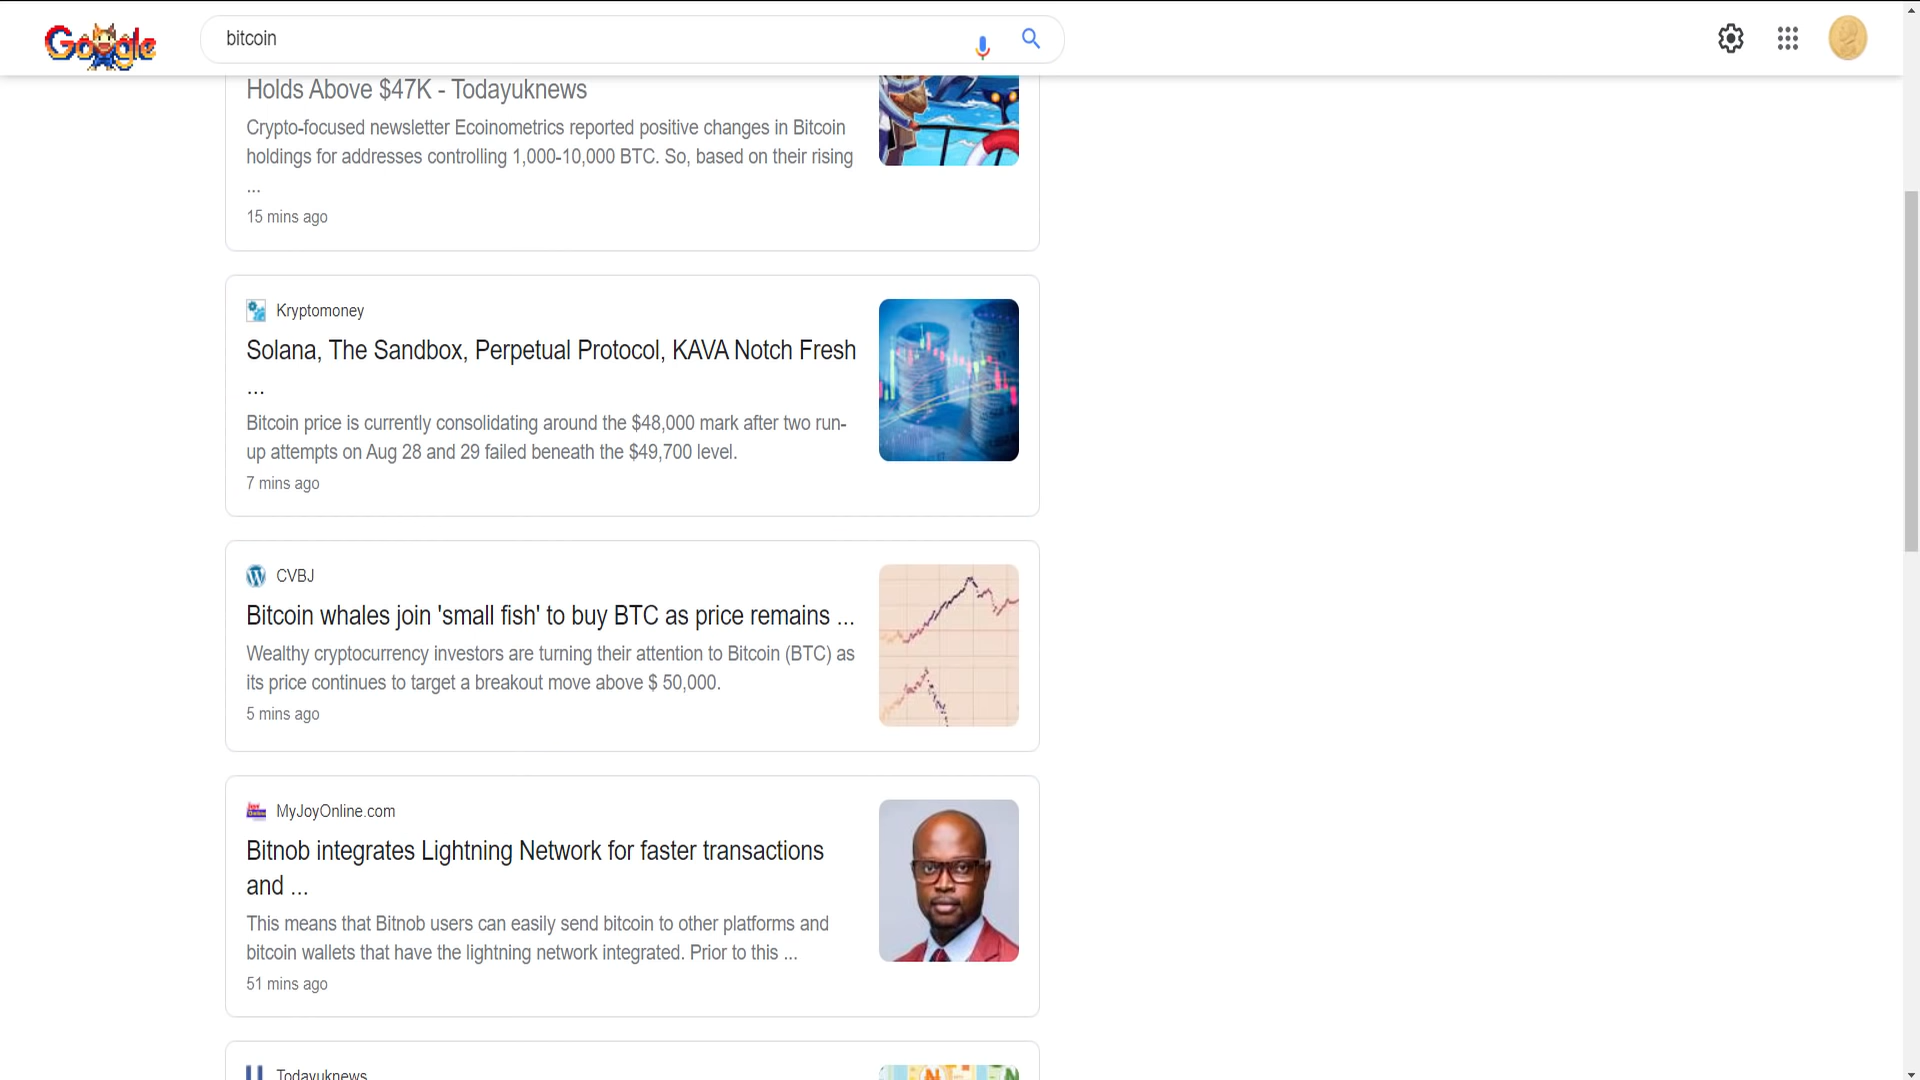 Google
bitcoin
Holds Above $47K - Todayuknews
Crypto-focused newsletter Ecoinometrics reported positive changes in Bitcoin
holdings for addresses controlling 1,000-10,000 BTC. So, based on their rising
...
15 mins ago
Kryptomoney
Solana, The Sandbox, Perpetual Protocol, KAVA Notch Fresh
...
Bitcoin price is currently consolidating around the $48,000 mark after two run-
up attempts on Aug 28 and 29 failed beneath the $49,700 level.
7 mins ago
CVBJ
Bitcoin whales join 'small fish' to buy BTC as price remains ...
Wealthy cryptocurrency investors are turning their attention to Bitcoin (BTC) as
its price continues to target a breakout move above $ 50,000.
5 mins ago
MyJoyOnline.com
Bitnob integrates Lightning Network for faster transactions
and ...
This means that Bitnob users can easily send bitcoin to other platforms and
bitcoin wallets that have the lightning network integrated. Prior to this ...
51 mins ago
Todayuknews